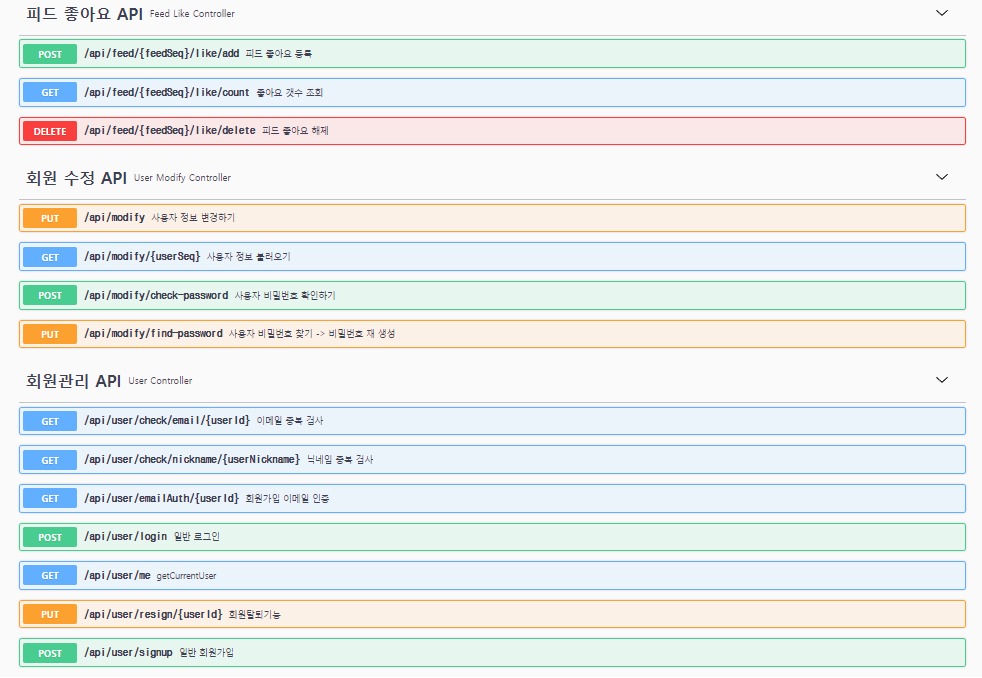 피드 좋아요 API Feed Like Controller
POST /api/feed/{feedSeq}/like/add 피드 좋아요 등록
GET /api/feed/{feedSeq}/like/count 좋아요 갯수 조회
DELETE /api/feed/{feedSeq}/like/delete 피드 좋아요 해제
회원 수정 API User Modify Controller
PUT /api/modify 사용자 정보 변경하기
GET /api/modify/{userSeq} 사용자 정보 불러오기
POST /api/modify/check-password 사용자 비밀번호 확인하기
PUT /api/modify/find-password 사용자 비밀번호 찾기 -> 비밀번호 재 생성
회원관리 API User Controller
GET /api/user/check/email/{userId} 이메일 중복 검사
GET /api/user/check/nickname/{userNickname} 닉네임 중복 검사
GET /api/user/emailAuth/{userId} 회원가입 이메일 인증
POST /api/user/login 일반 로그인
GET /api/user/me getCurrentUser
PUT /api/user/resign/{userId} 회원탈퇴기능
POST /api/user/signup 일반 회원가입